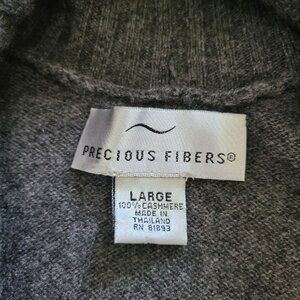 PRECIOUS FIBERS®
LARGE
100% CASHMERE
MADE IN
THAILAND
RN 81893